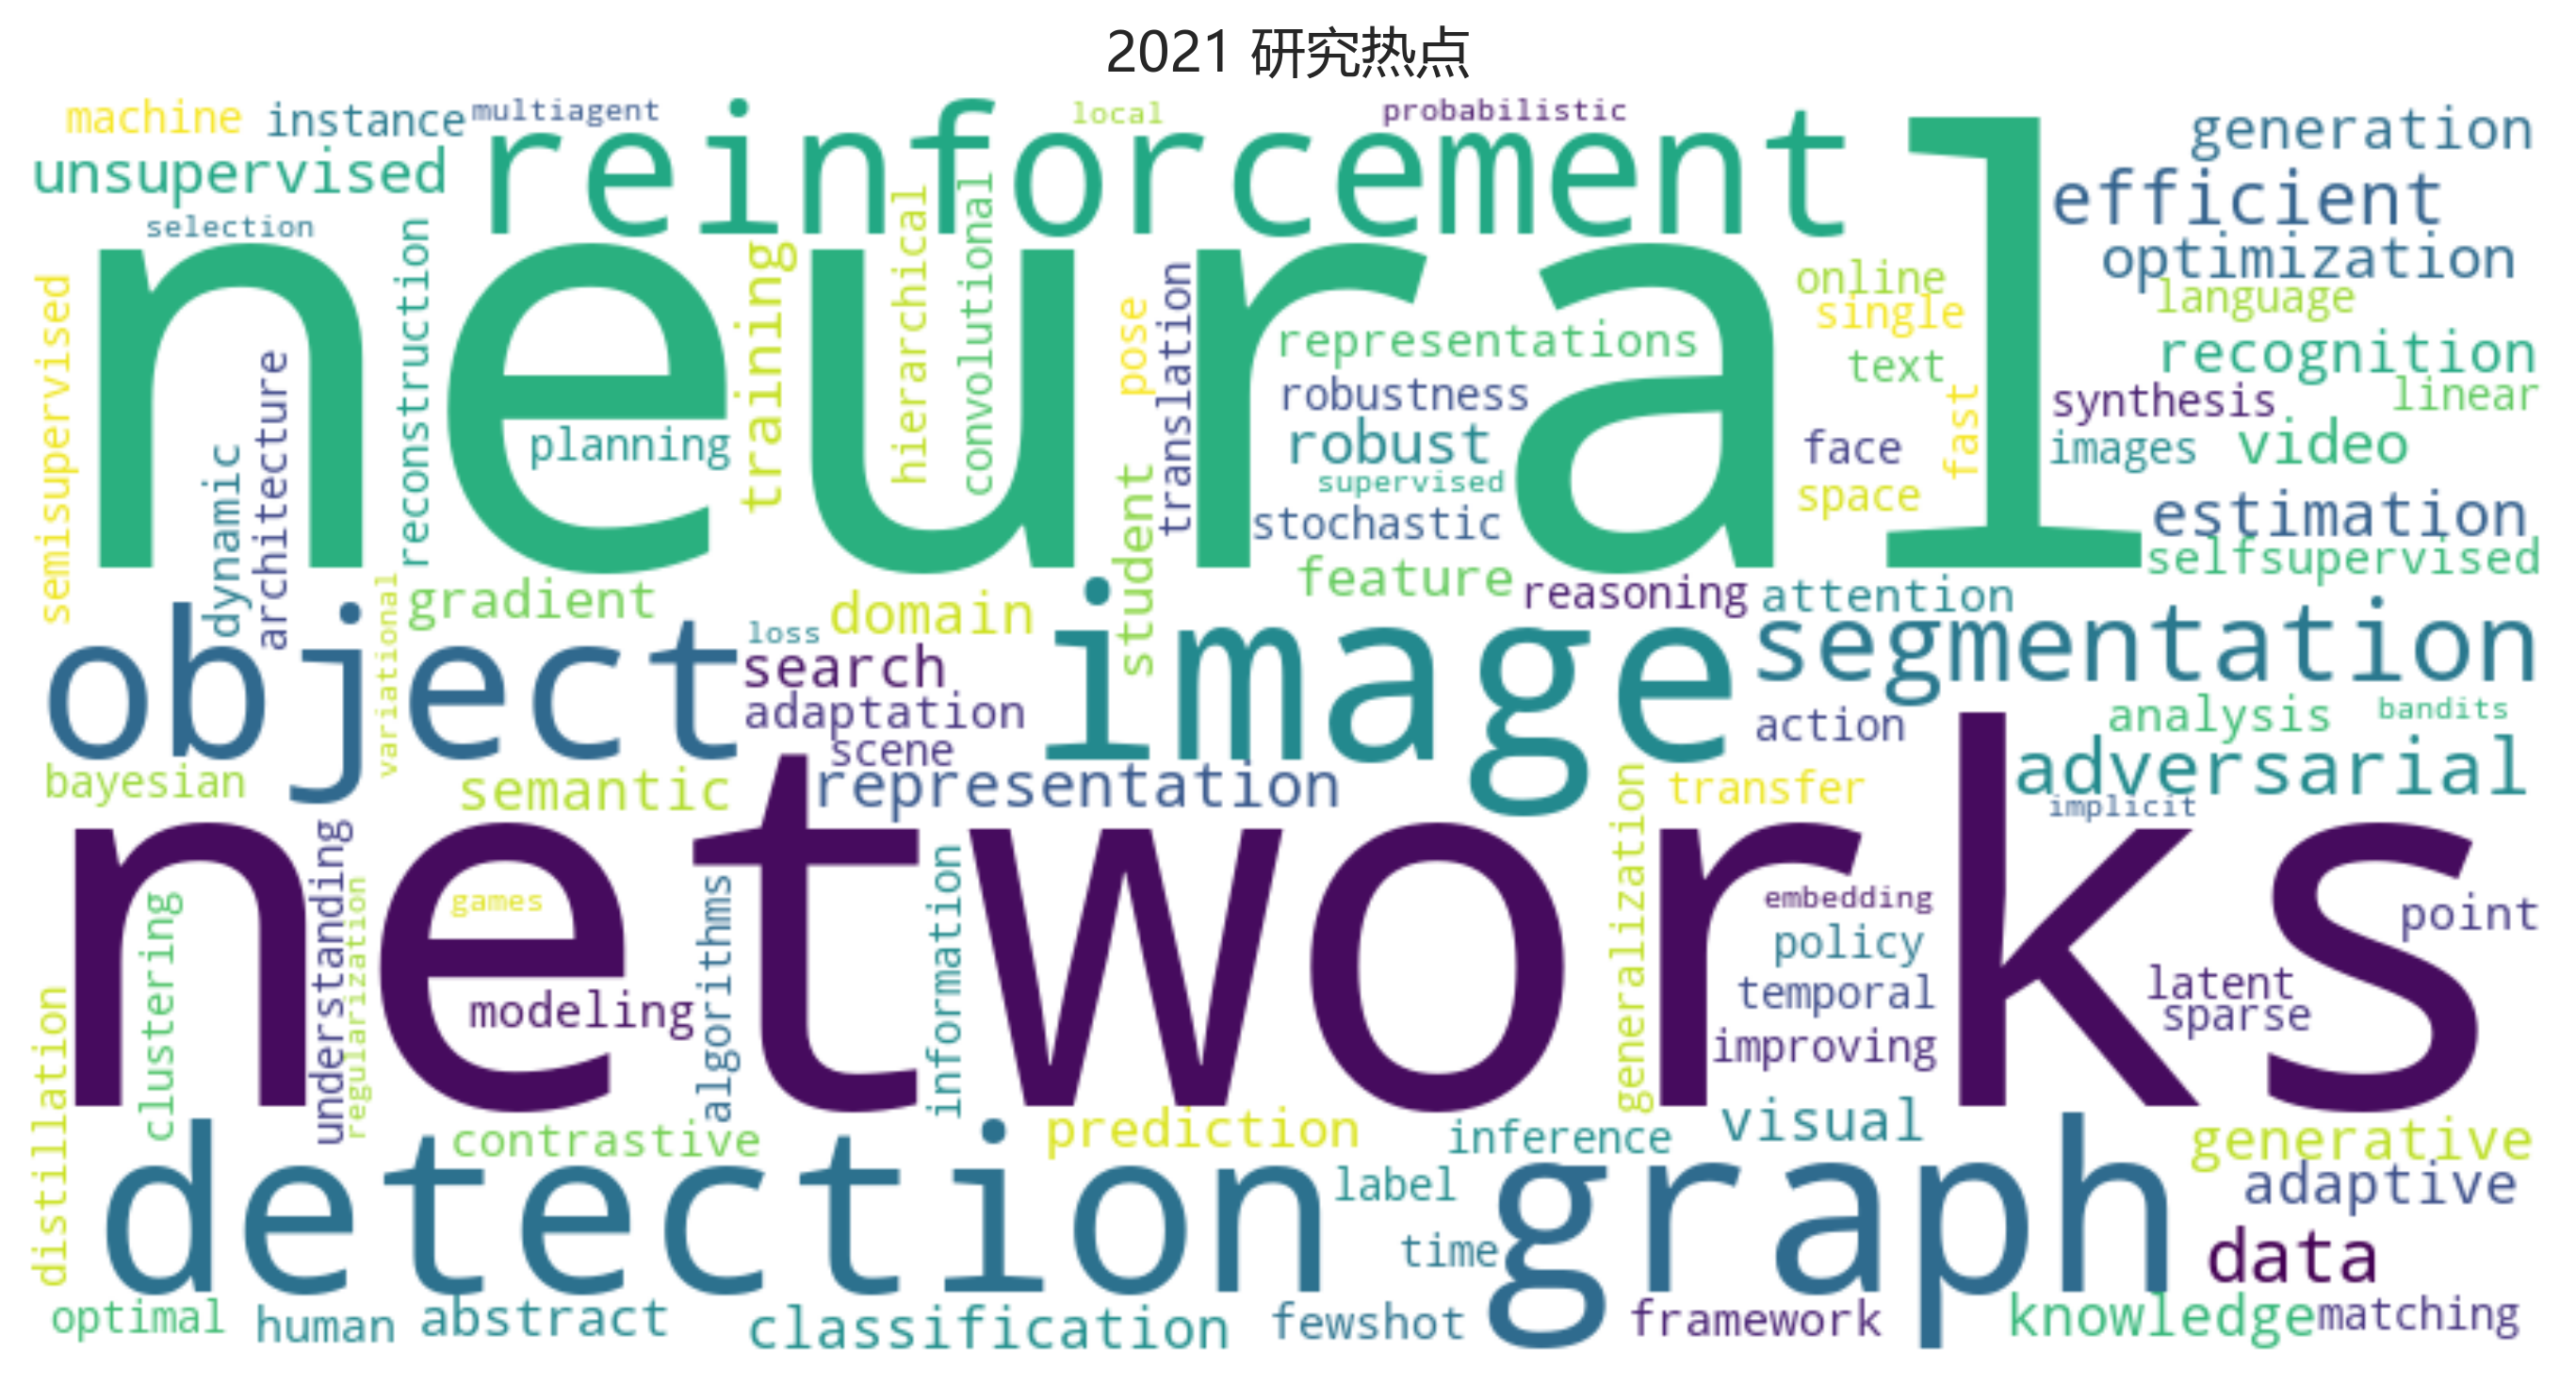 2021 研究热点
machine
instance
multiagent
local
probabilistic
generation
unsupervised
reinforcement
efficient
selection
optimization
neural
semisupervised
reconstruction
training
hierarchical
convolutional
pose
translation
online
single
language
representations
text
recognition
architecture
robustness
fast
synthesis
linear
planning
robust
face
images
video
dynamic
supervised
space
stochastic
estimation
student
selfsupervised
gradient
feature
reasoning
attention
variational
domain
loss
object
search
image
segmentation
adaptation
action
analysis
bandits
scene
bayesian
semantic
representation
transfer
adversarial
implicit
networks
understanding
games
algorithms
information
generalization
embedding
point
clustering
regularization
policy
modeling
temporal
latent
sparse
improving
distillation
contrastive
prediction
inference
visual
generative
detection
label
graph
adaptive
time
data
optimal
human
abstract
classification
fewshot
framework
knowledge
matching